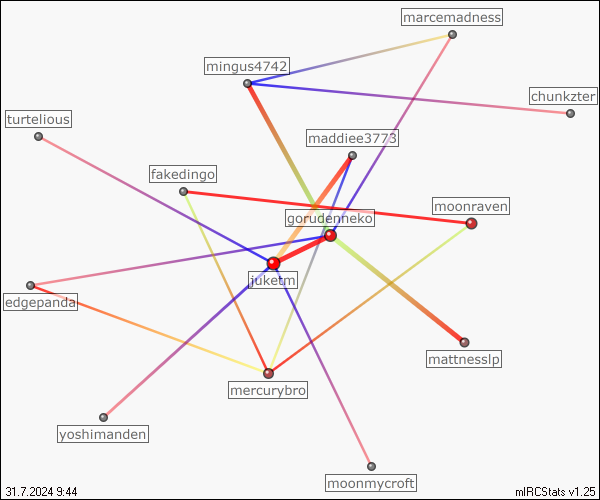 marcemadness
mingus4742
chunkzter
turtelious
maddiee3773
fakedingo
moonraven
gorudenneko
juketm
edgepanda
mattnesslp
mercurybro
yoshimanden
moonmycroft
31.7.2024 9:44
mIRCStats v1.25